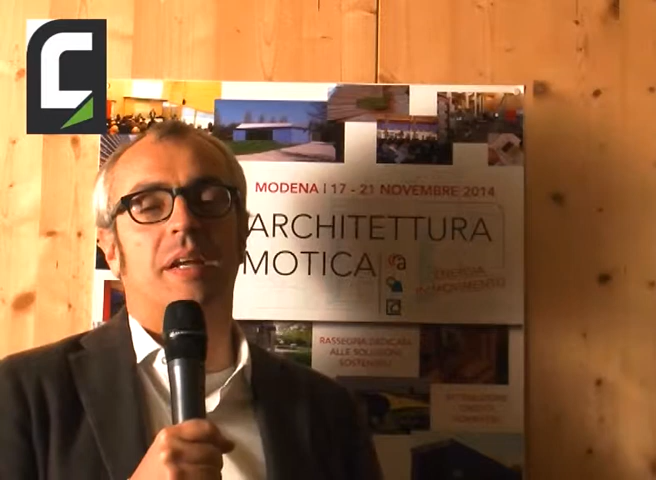 MODENA | 17 - 21 NOVEMBRE 2014
ARCHITETTURA
MOTICA
a
ENERGIA
IN MOVIMENTO
RASSEGNA DEDICATA
ALLE SOLUZIONI
SOSTENIBILI